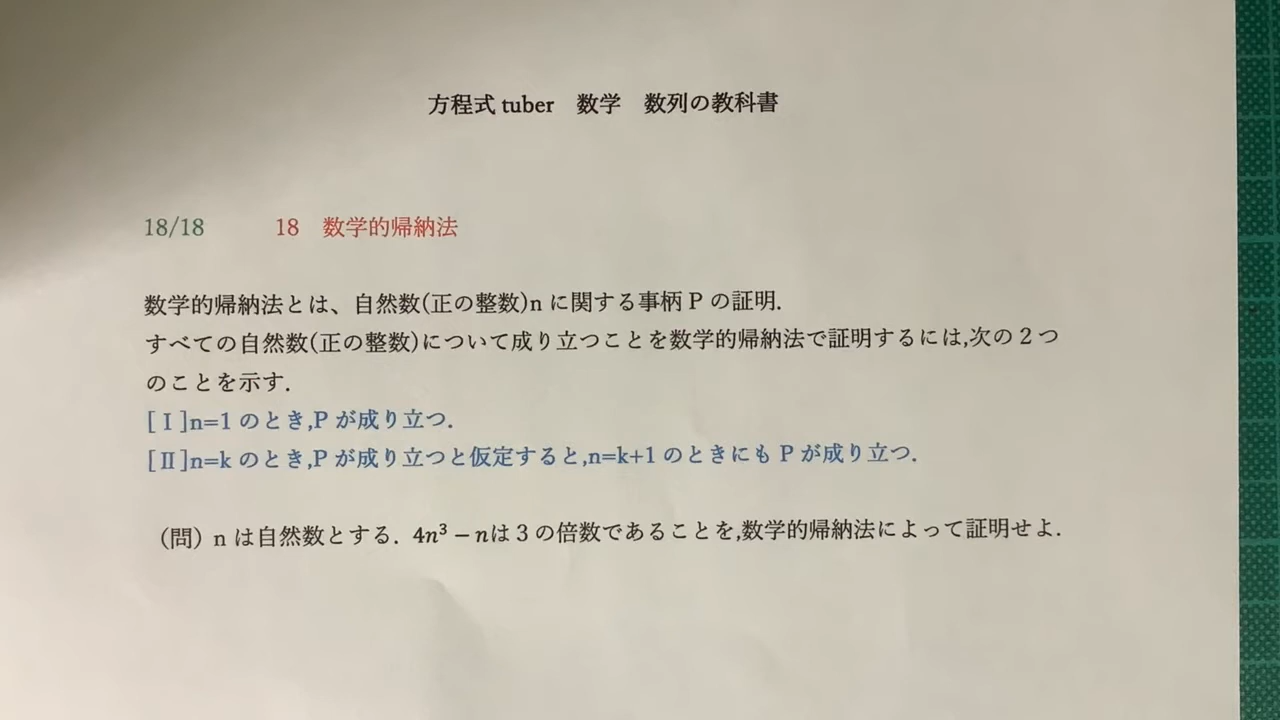 方程式 tuber　数学　数列の教科書
18/18　18　数学的帰納法
数学的帰納法とは、自然数(正の整数)n に関する事柄 P の証明.
すべての自然数(正の整数)について成り立つことを数学的帰納法で証明するには,次の２つ
のことを示す.
[Ⅰ]n=1 のとき,P が成り立つ.
[Ⅱ]n=k のとき,P が成り立つと仮定すると,n=k+1 のときにも P が成り立つ.
（問）n は自然数とする. 4n³ − nは３の倍数であることを,数学的帰納法によって証明せよ.